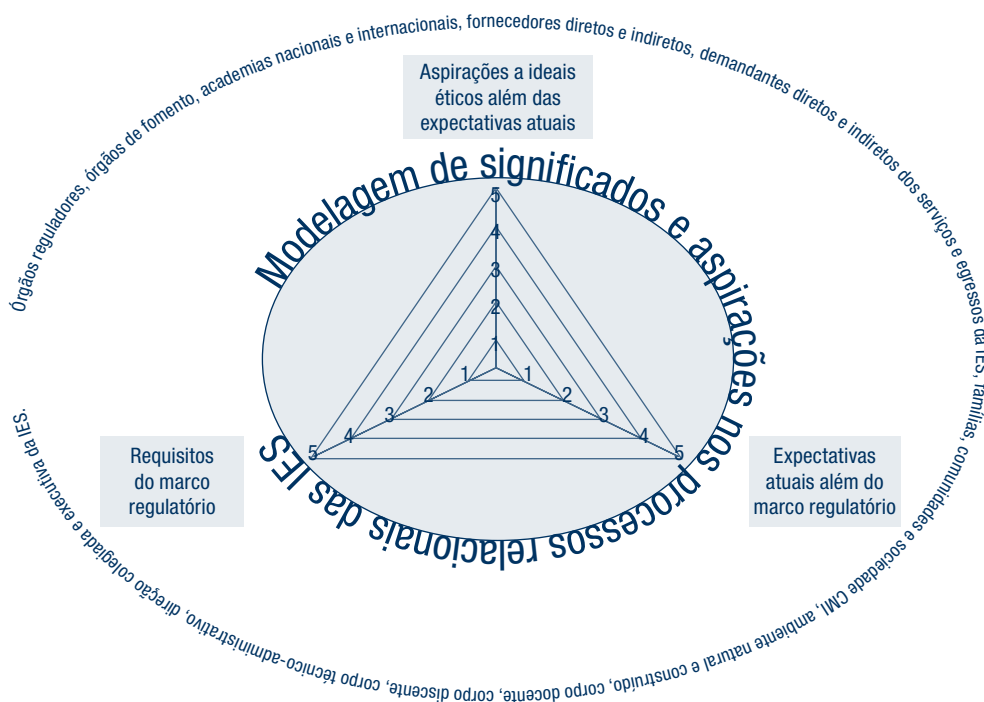 Órgãos reguladores, órgãos de fomento, academias nacionais e internacionais, fornecedores diretos e indiretos, demandantes diretos e indiretos dos serviços e egressos da IES, famílias, comunidades e sociedade CMI, ambiente natural e construído, corpo docente, corpo discente, corpo técnico-administrativo, direção colegiada e executiva da IES.
Aspirações a ideais
éticos além das
expectativas atuais
Modelagem de significados e aspirações nos processos relacionais das IES
5
4
3
2
1
1
2
3
4
5
1
2
3
4
5
Requisitos
do marco
regulatório
Expectativas
atuais além do
marco regulatório